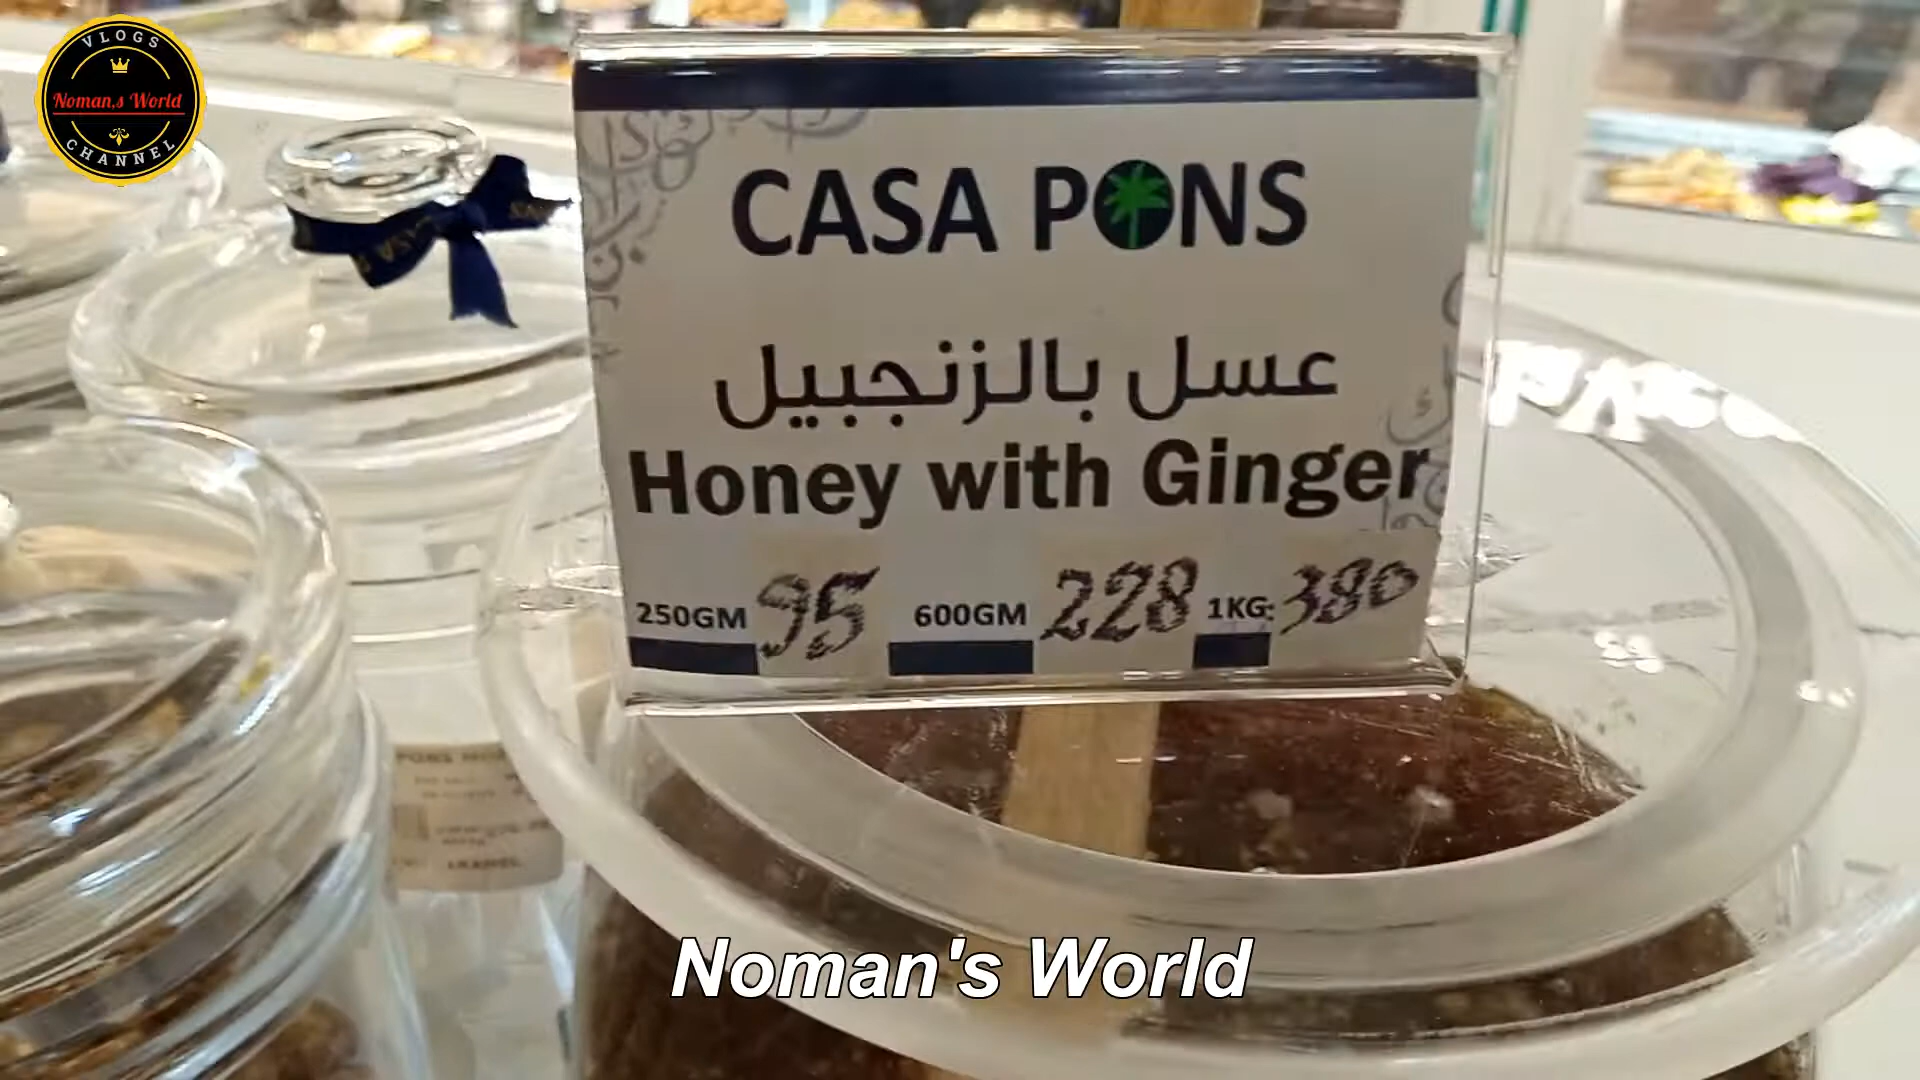 VLOGS
Noman,s World
CHANNEL
CASA PONS
عسل بالزنجبيل
Honey with Ginger
250GM 95 600GM 228 1KG: 380
Noman's World